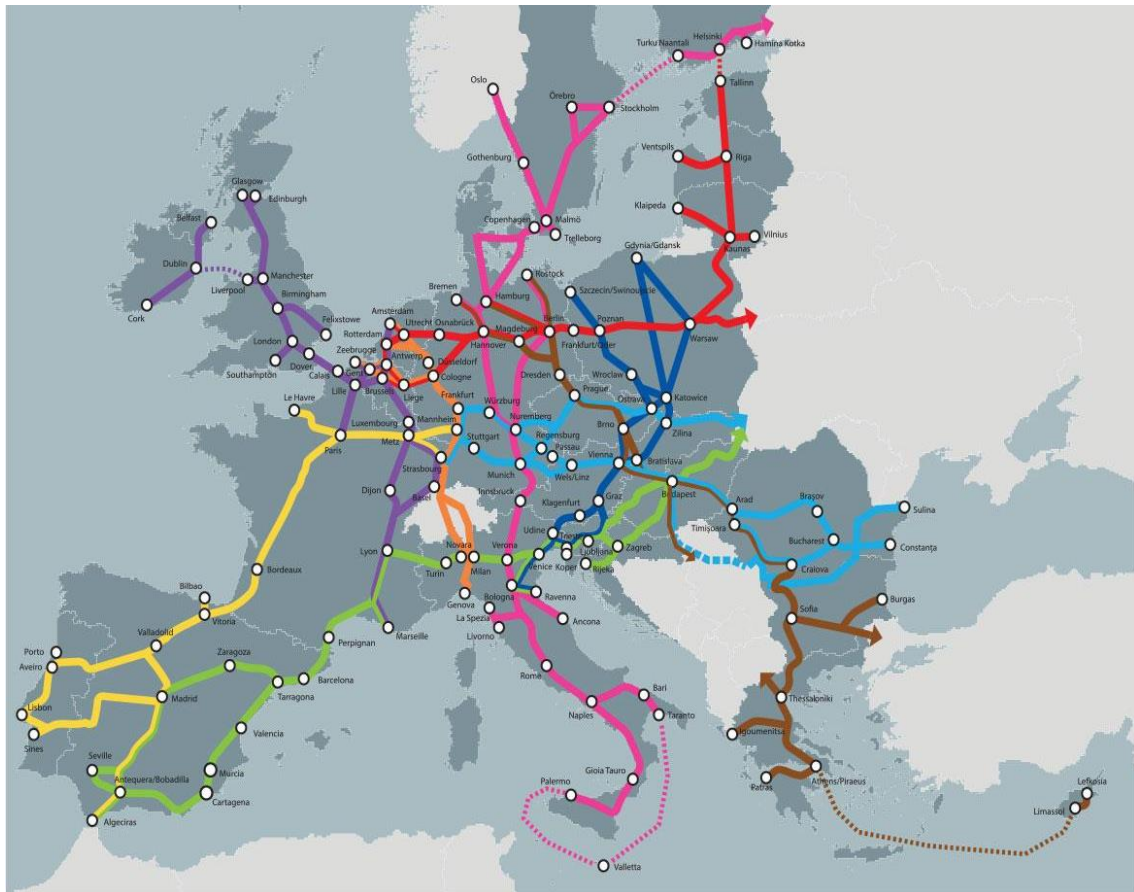 Helsinki
Turku Naantali
Hamina Kotka
Oslo
Örebro
Stockholm
Tallinn
Gothenburg
Ventspils
Riga
Glasgow
Edinburgh
Klaipeda
Belfast
Copenhagen
Malmö
Trelleborg
Kaunas
Vilnius
Gdynia/Gdansk
Dublin
Liverpool
Manchester
Rostock
Szczecin/Swinoujscie
Cork
Birmingham
Bremen
Hamburg
Felixstowe
Amsterdam
Utrecht
Osnabrück
Magdeburg
Berlin
Poznan
Warsaw
London
Rotterdam
Hannover
Frankfurt/Oder
Zeebrugge
Antwerp
Düsseldorf
Southampton
Dover
Calais
Gent
Cologne
Dresden
Wroclaw
Lille
Brussels
Liège
Prague
Katowice
Le Havre
Frankfurt
Würzburg
Ostrava
Luxembourg
Mannheim
Nuremberg
Brno
Zilina
Paris
Metz
Stuttgart
Regensburg
Passau
Strasbourg
Munich
Wels/Linz
Vienna
Bratislava
Dijon
Basel
Innsbruck
Klagenfurt
Graz
Budapest
Arad
Braşov
Sulina
Udine
Timişoara
Lyon
Novara
Verona
Trieste
Ljubljana
Zagreb
Bucharest
Constanţa
Turin
Milan
Venice
Koper
Rijeka
Craiova
Bordeaux
Genova
Bologna
Ravenna
Bilbao
La Spezia
Ancona
Sofia
Burgas
Vitoria
Marseille
Livorno
Valladolid
Perpignan
Porto
Zaragoza
Aveiro
Rome
Barcelona
Madrid
Tarragona
Bari
Thessaloniki
Lisbon
Naples
Taranto
Sines
Valencia
Igoumenitsa
Seville
Murcia
Gioia Tauro
Athens/Piraeus
Antequera/Bobadilla
Palermo
Patras
Cartagena
Lefkosia
Limassol
Algeciras
Valletta